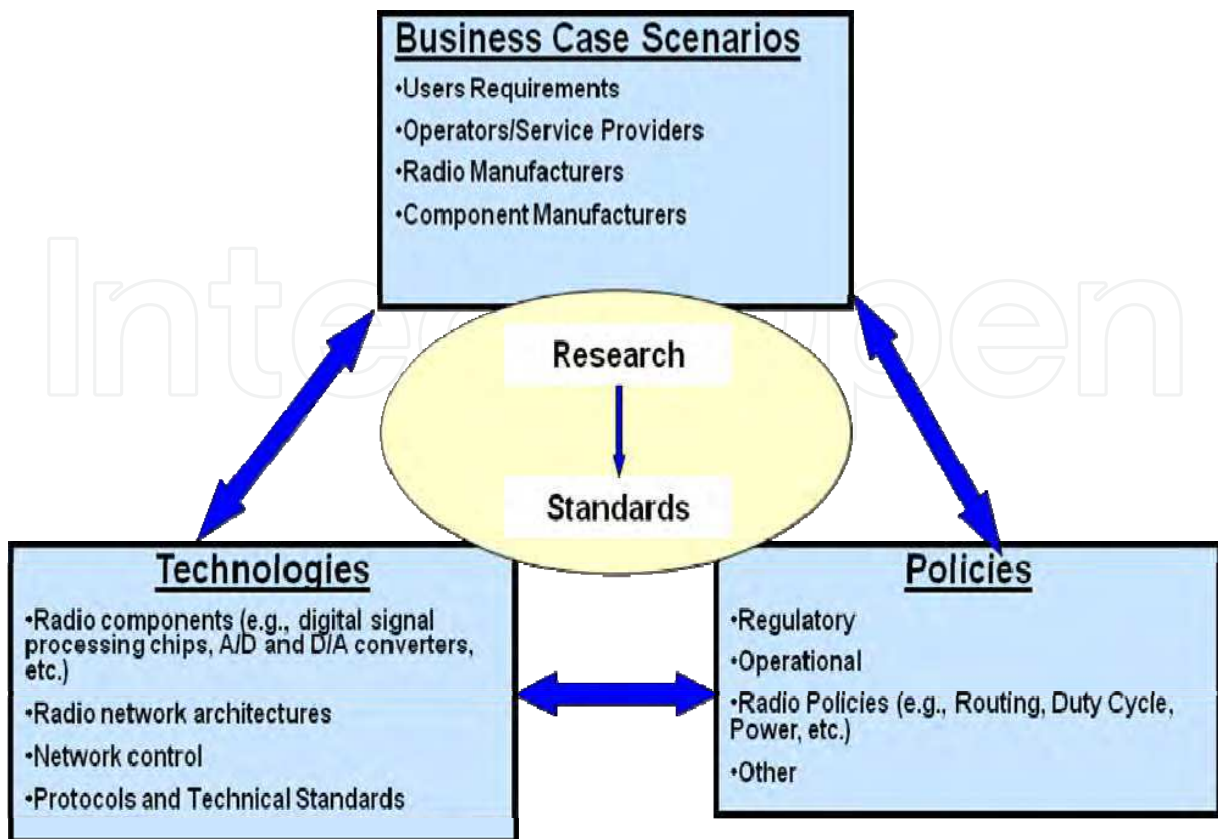 Business Case Scenarios
•Users Requirements
•Operators/Service Providers
•Radio Manufacturers
•Component Manufacturers
Research
Standards
Technologies
•Radio components (e.g., digital signal
processing chips, A/D and D/A converters,
etc.)
•Radio network architectures
•Network control
•Protocols and Technical Standards
Policies
•Regulatory
•Operational
•Radio Policies (e.g., Routing, Duty Cycle,
Power, etc.)
•Other